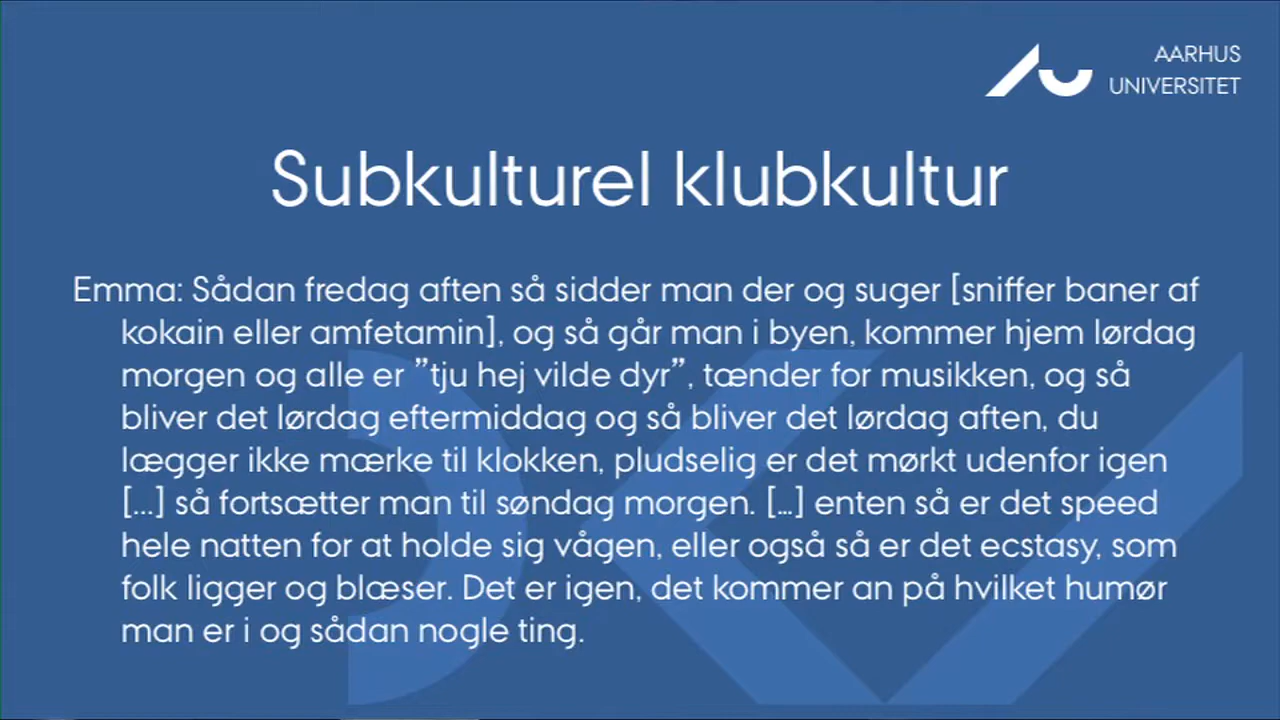 AARHUS
UNIVERSITET
Subkulturel klubkultur
Emma: Sådan fredag aften så sidder man der og suger [sniffer baner af
kokain eller amfetamin], og så går man i byen, kommer hjem lørdag
morgen og alle er ”tju hej vilde dyr”, tænder for musikken, og så
bliver det lørdag eftermiddag og så bliver det lørdag aften, du
lægger ikke mærke til klokken, pludselig er det mørkt udenfor igen
[...] så fortsætter man til søndag morgen. […] enten så er det speed
hele natten for at holde sig vågen, eller også så er det ecstasy, som
folk ligger og blæser. Det er igen, det kommer an på hvilket humør
man er i og sådan nogle ting.